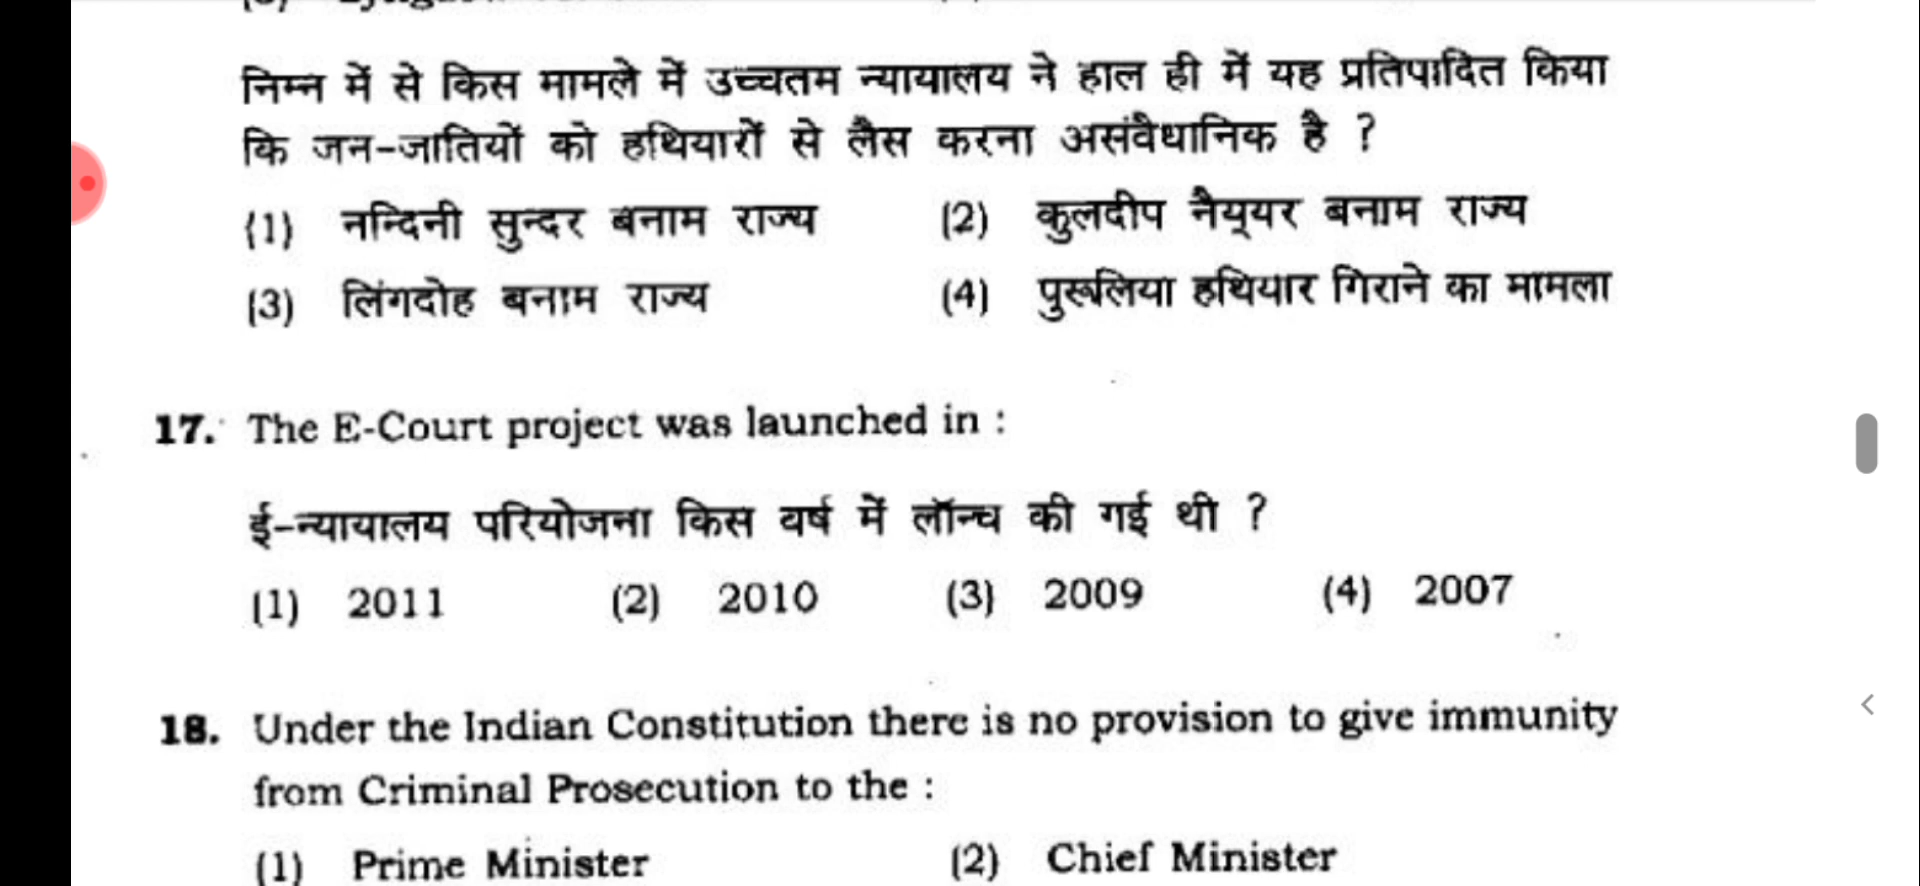 निम्न में से किस मामले में उच्चतम न्यायालय ने हाल ही में यह प्रतिपादित किया
कि जन-जातियों को हथियारों से लैस करना असंवैधानिक है ?
(1) नन्दिनी सुन्दर बनाम राज्य (2) कुलदीप नैय्यर बनाम राज्य
(3) लिंगदोह बनाम राज्य (4) पुरूलिया हथियार गिराने का मामला
17. The E-Court project was launched in :
ई-न्यायालय परियोजना किस वर्ष में लॉन्च की गई थी ?
(1) 2011 (2) 2010 (3) 2009 (4) 2007
18. Under the Indian Constitution there is no provision to give immunity
from Criminal Prosecution to the :
(1) Prime Minister (2) Chief Minister